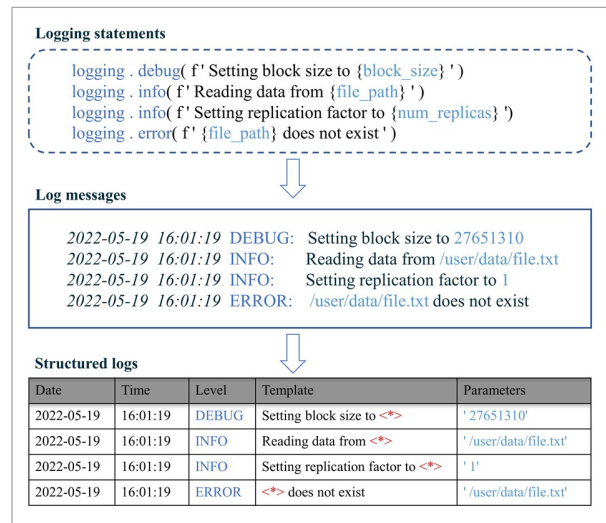 Logging statements
logging . debug( f ' Setting block size to {block_size} ' )
logging . info( f ' Reading data from {file_path} ' )
logging . info( f ' Setting replication factor to {num_replicas} ')
logging . error( f ' {file_path} does not exist ' )
Log messages
2022-05-19 16:01:19 DEBUG: Setting block size to 27651310
2022-05-19 16:01:19 INFO: Reading data from /user/data/file.txt
2022-05-19 16:01:19 INFO: Setting replication factor to 1
2022-05-19 16:01:19 ERROR: /user/data/file.txt does not exist
Structured logs
Date Time Level Template Parameters
2022-05-19 16:01:19 DEBUG Setting block size to <*> ' 27651310'
2022-05-19 16:01:19 INFO Reading data from <*> ' /user/data/file.txt'
2022-05-19 16:01:19 INFO Setting replication factor to <*> ' 1'
2022-05-19 16:01:19 ERROR <*> does not exist ' /user/data/file.txt'